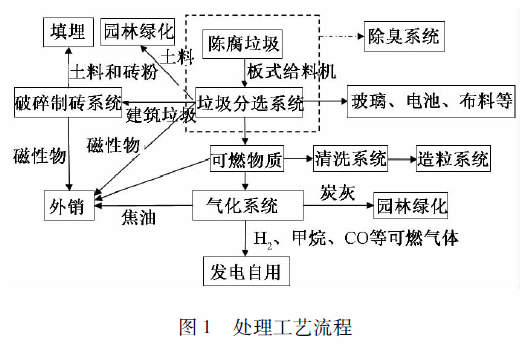 填埋
园林绿化
陈腐垃圾
除臭系统
土料
土料和砖粉
板式给料机
破碎制砖系统
建筑垃圾
垃圾分选系统
玻璃、电池、布料等
磁性物
磁性物
可燃物质
清洗系统
造粒系统
外销
焦油
气化系统
炭灰
园林绿化
H₂、甲烷、CO等可燃气体
发电自用
图1 处理工艺流程